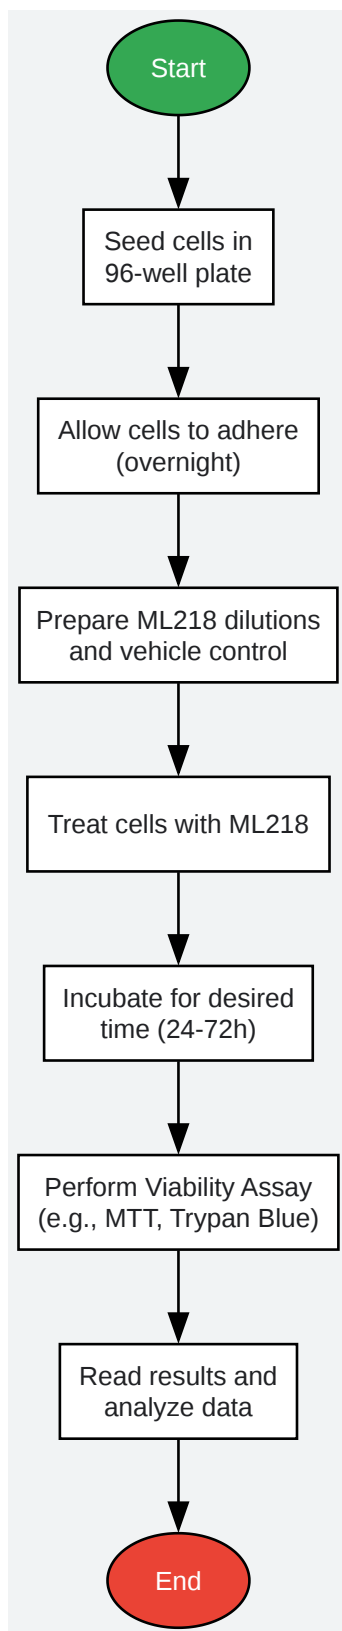 Start
Seed cells in
96-well plate
Allow cells to adhere
(overnight)
Prepare ML218 dilutions
and vehicle control
Treat cells with ML218
Incubate for desired
time (24-72h)
Perform Viability Assay
(e.g., MTT, Trypan Blue)
Read results and
analyze data
End